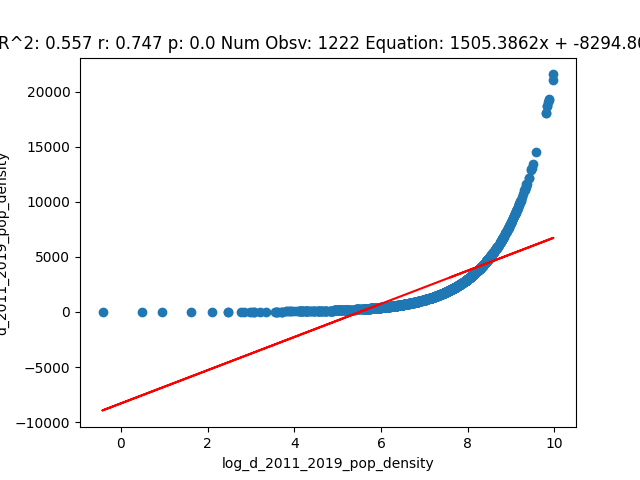 R^2: 0.557 r: 0.747 p: 0.0 Num Obsv: 1222 Equation: 1505.3862x + -8294.80
20000
15000
10000
5000
0
−5000
−10000
d_2011_2019_pop_density
0 2 4 6 8 10
log_d_2011_2019_pop_density